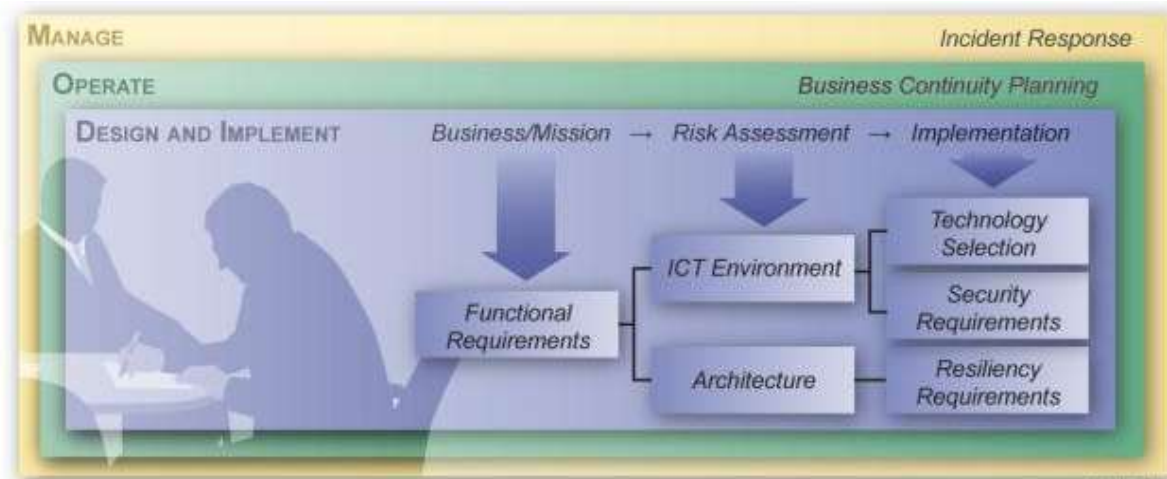 MANAGE
Incident Response
OPERATE
Business Continuity Planning
DESIGN AND IMPLEMENT
Business/Mission → Risk Assessment → Implementation
Functional
Requirements
ICT Environment
Architecture
Technology
Selection
Security
Requirements
Resiliency
Requirements